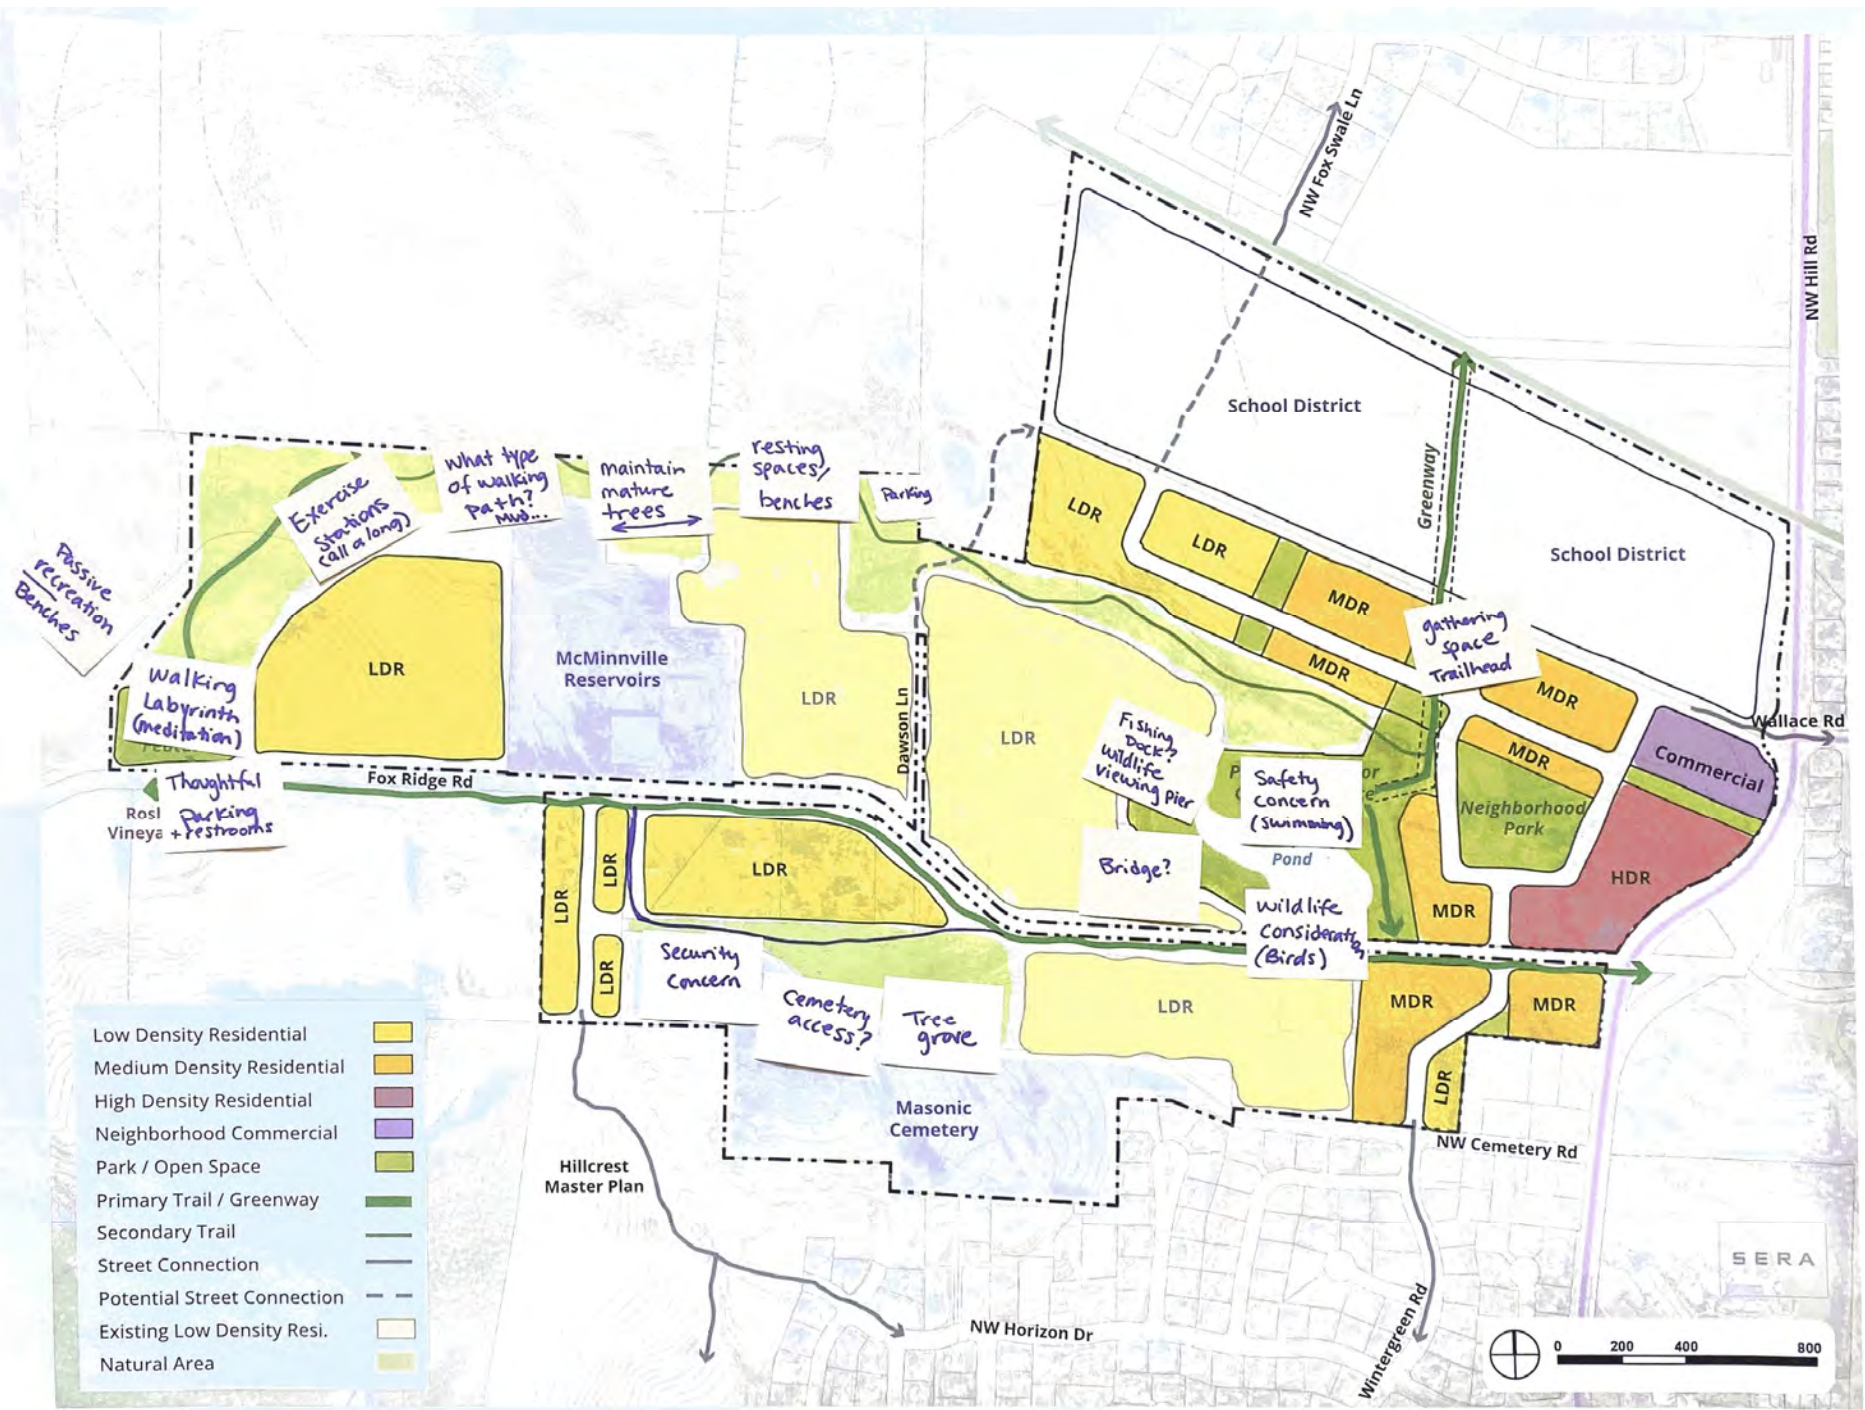 NW Fox Swale Ln
NW Hill Rd
School District
Greenway
School District
Exercise
Stations
(all along)
what type
of walking
path?
Mud...
maintain
mature
trees
resting
spaces/
benches
Parking
LDR
LDR
MDR
MDR
gathering
space
Trailhead
MDR
MDR
Wallace Rd
Commercial
Passive
recreation
Benches
Walking
Labyrinth
(meditation)
LDR
McMinnville
Reservoirs
LDR
Dawson Ln
LDR
Fishing
Dock?
wildlife
viewing pier
Safety
concern
(swimming)
Neighborhood
Park
Thoughtful
Parking
+ restrooms
Fox Ridge Rd
Rosl
Vineya
LDR
LDR
LDR
LDR
Bridge?
Pond
HDR
MDR
wildlife
Consideration
(Birds)
Security
Concern
Cemetery
access?
Tree
grove
LDR
MDR
MDR
LDR
Masonic
Cemetery
NW Cemetery Rd
Hillcrest
Master Plan
NW Horizon Dr
Wintergreen Rd
Low Density Residential
Medium Density Residential
High Density Residential
Neighborhood Commercial
Park / Open Space
Primary Trail / Greenway
Secondary Trail
Street Connection
Potential Street Connection
Existing Low Density Resi.
Natural Area
SERA
0 200 400 800